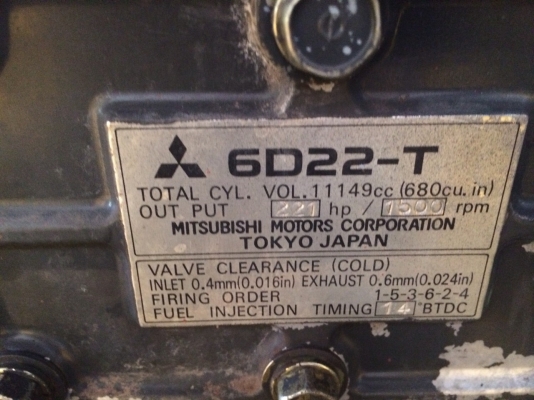 6D22-T
TOTAL CYL. VOL. 11149cc (680cu. in)
OUT PUT 221 hp / 1500 rpm
MITSUBISHI MOTORS CORPORATION
TOKYO JAPAN
VALVE CLEARANCE (COLD)
INLET 0.4mm(0.016in) EXHAUST 0.6mm(0.024in)
FIRING ORDER 1-5-3-6-2-4
FUEL INJECTION TIMING 14 °BTDC